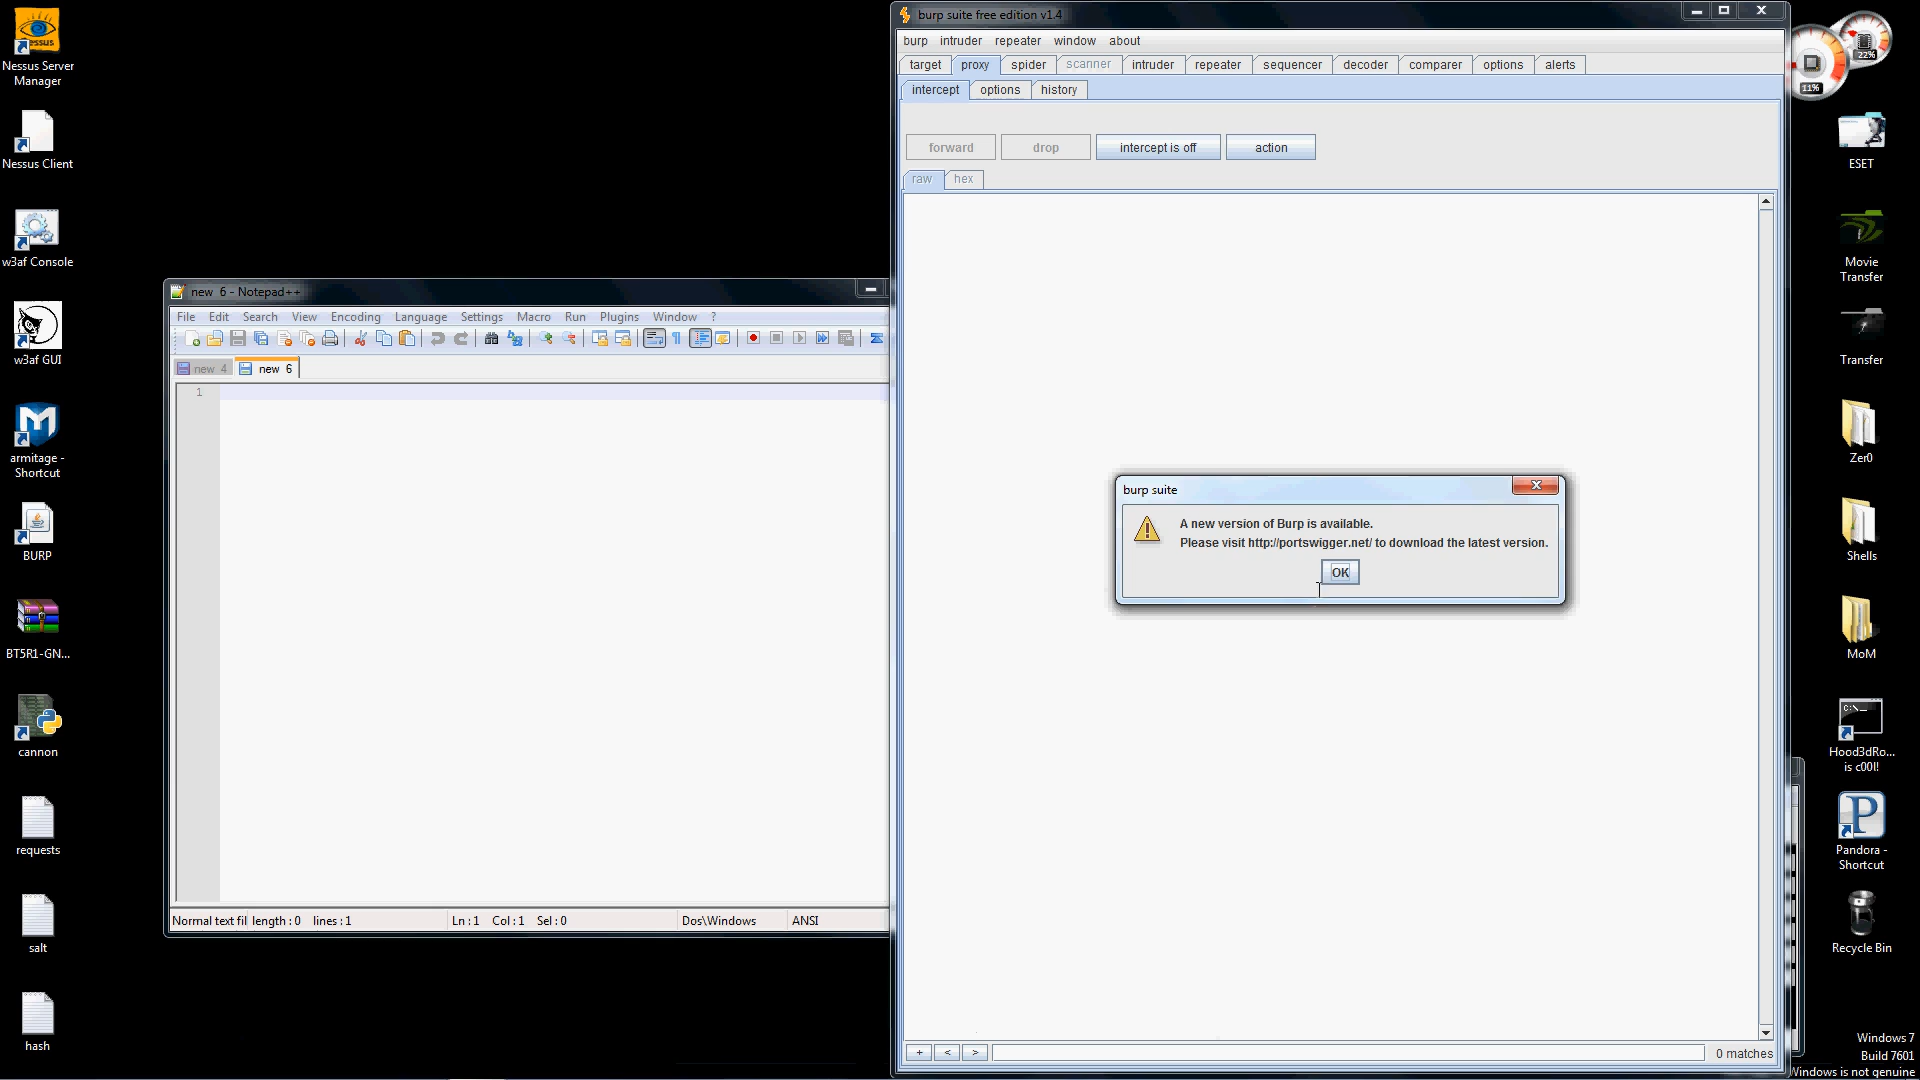 Nessus Server
Manager
Nessus Client
w3af Console
w3af GUI
armitage -
Shortcut
BURP
BT5R1-GN...
cannon
requests
salt
hash
new 6 - Notepad++
File Edit Search View Encoding Language Settings Macro Run Plugins Window ?
new 4 new 6
1
Normal text fil length : 0 lines : 1 Ln : 1 Col : 1 Sel : 0 Dos\Windows ANSI
burp suite free edition v1.4
burp intruder repeater window about
target proxy spider scanner intruder repeater sequencer decoder comparer options alerts
intercept options history
forward drop intercept is off action
raw hex
burp suite
A new version of Burp is available.
Please visit http://portswigger.net/ to download the latest version.
OK
+ < > 0 matches
22%
11%
ESET
Movie
Transfer
Transfer
Zer0
Shells
MoM
C:\._
Hood3dRo...
is c00l!
P
Pandora -
Shortcut
Recycle Bin
Windows 7
Build 7601
Windows is not genuine